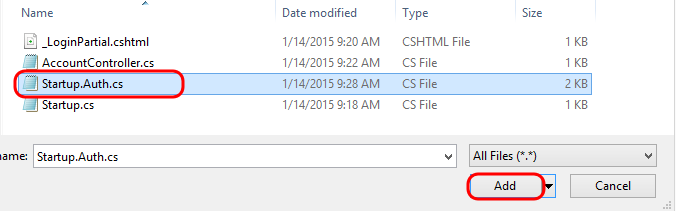 Name Date modified Type Size
_LoginPartial.cshtml 1/14/2015 9:20 AM CSHTML File 1 KB
AccountController.cs 1/14/2015 9:22 AM CS File 1 KB
Startup.Auth.cs 1/14/2015 9:28 AM CS File 2 KB
Startup.cs 1/14/2015 9:18 AM CS File 1 KB
name: Startup.Auth.cs All Files (*.*)
Add Cancel